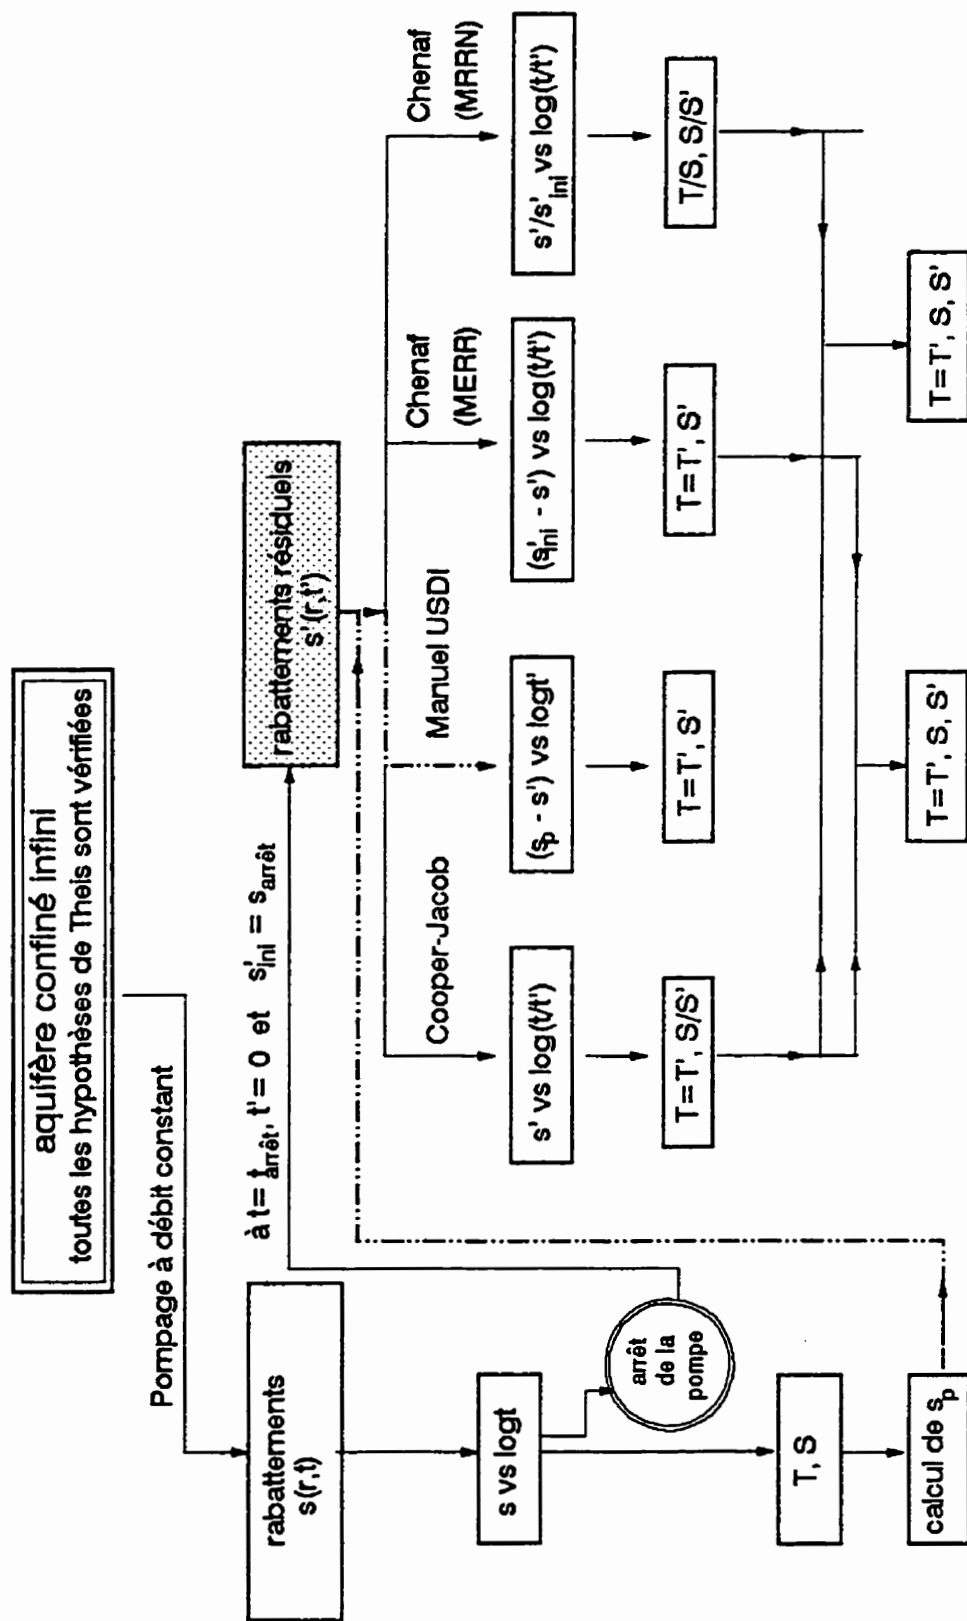 aquifère confiné infini
toutes les hypothèses de Theis sont vérifiées
Pompage à débit constant
rabattements
s(r,t)
à t = t arrêt, t' = 0 et s'ini = s arrêt
rabattements résiduels
s'(r,t')
s vs logt
arrêt
de la
pompe
T, S
calcul de sp
Cooper-Jacob
Manuel USDI
Chenaf
(MERR)
Chenaf
(MRRN)
s' vs log(t/t')
(sp - s') vs logt'
(s'ini - s') vs log(t/t')
s'/s'ini vs log(t/t')
T=T', S/S'
T=T', S'
T=T', S'
T/S, S/S'
T=T', S, S'
T=T', S, S'